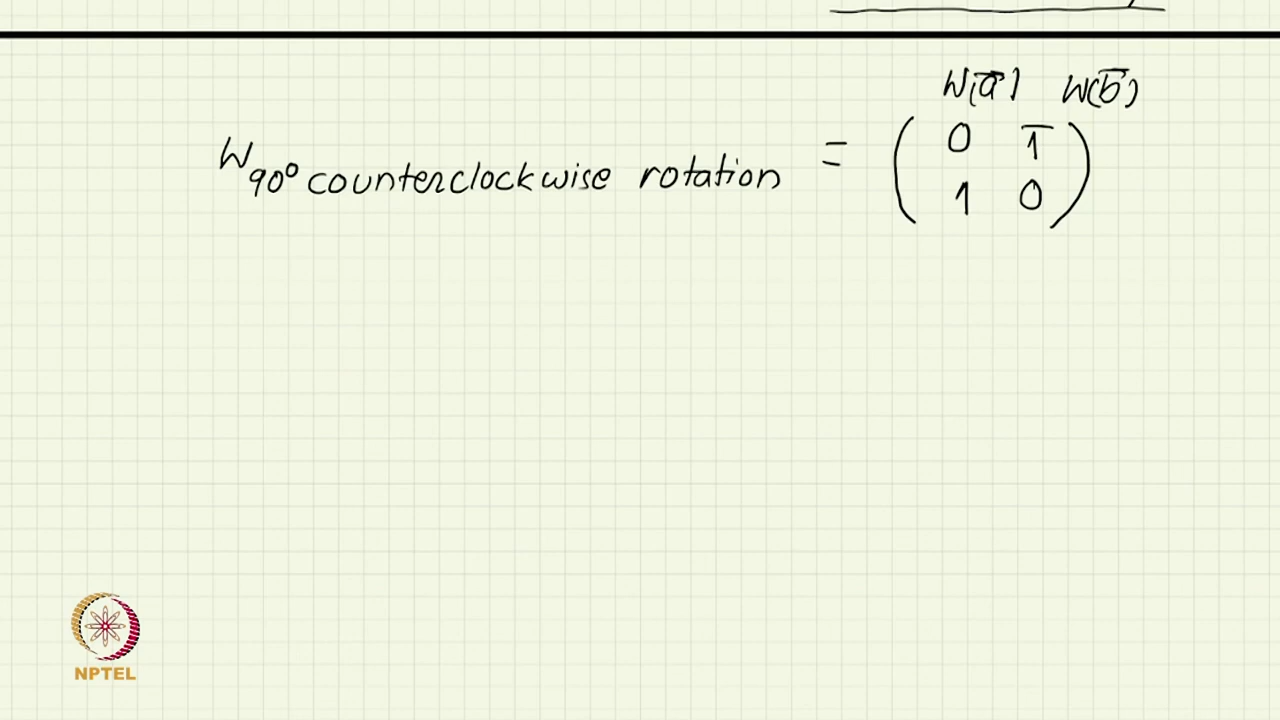 W(a⃗) W(b⃗)
W90° counterclockwise rotation = ( 0 1̅
1 0 )
NPTEL